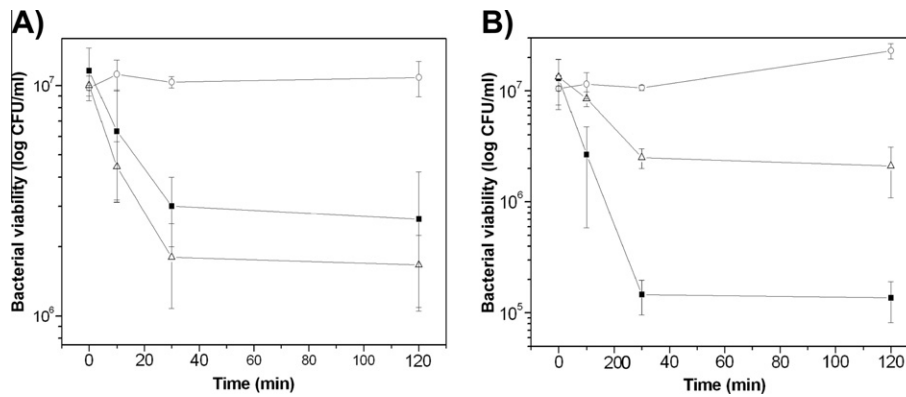 A)
Bacterial viability (log CFU/ml)
10⁷
10⁶
0 20 40 60 80 100 120
Time (min)
B)
Bacterial viability (log CFU/ml)
10⁷
10⁶
10⁵
0 200 40 60 80 100 120
Time (min)